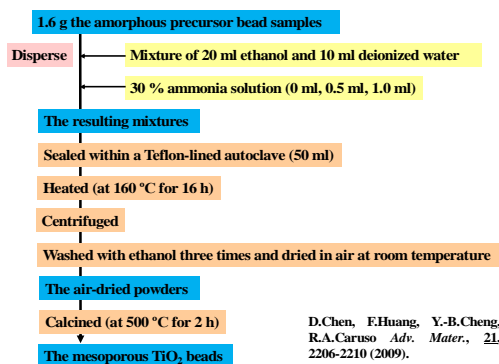 1.6 g the amorphous precursor bead samples
Disperse
Mixture of 20 ml ethanol and 10 ml deionized water
30 % ammonia solution (0 ml, 0.5 ml, 1.0 ml)
The resulting mixtures
Sealed within a Teflon-lined autoclave (50 ml)
Heated (at 160 ºC for 16 h)
Centrifuged
Washed with ethanol three times and dried in air at room temperature
The air-dried powders
Calcined (at 500 ºC for 2 h)
The mesoporous TiO₂ beads
D.Chen, F.Huang, Y.-B.Cheng,
R.A.Caruso Adv. Mater., 21,
2206-2210 (2009).